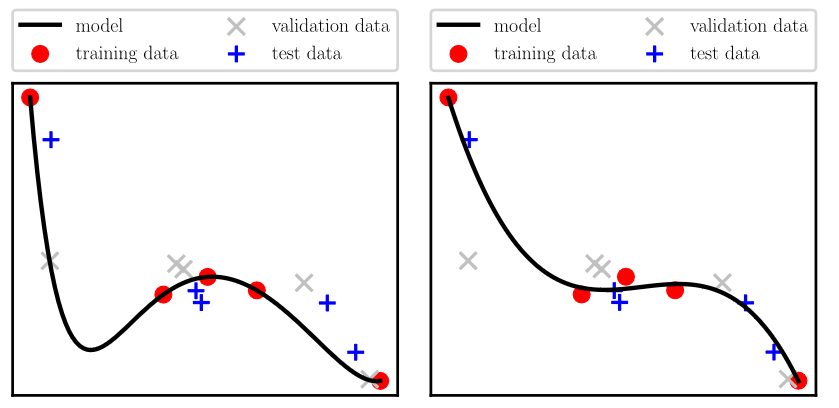 model validation data
training data test data
model validation data
training data test data